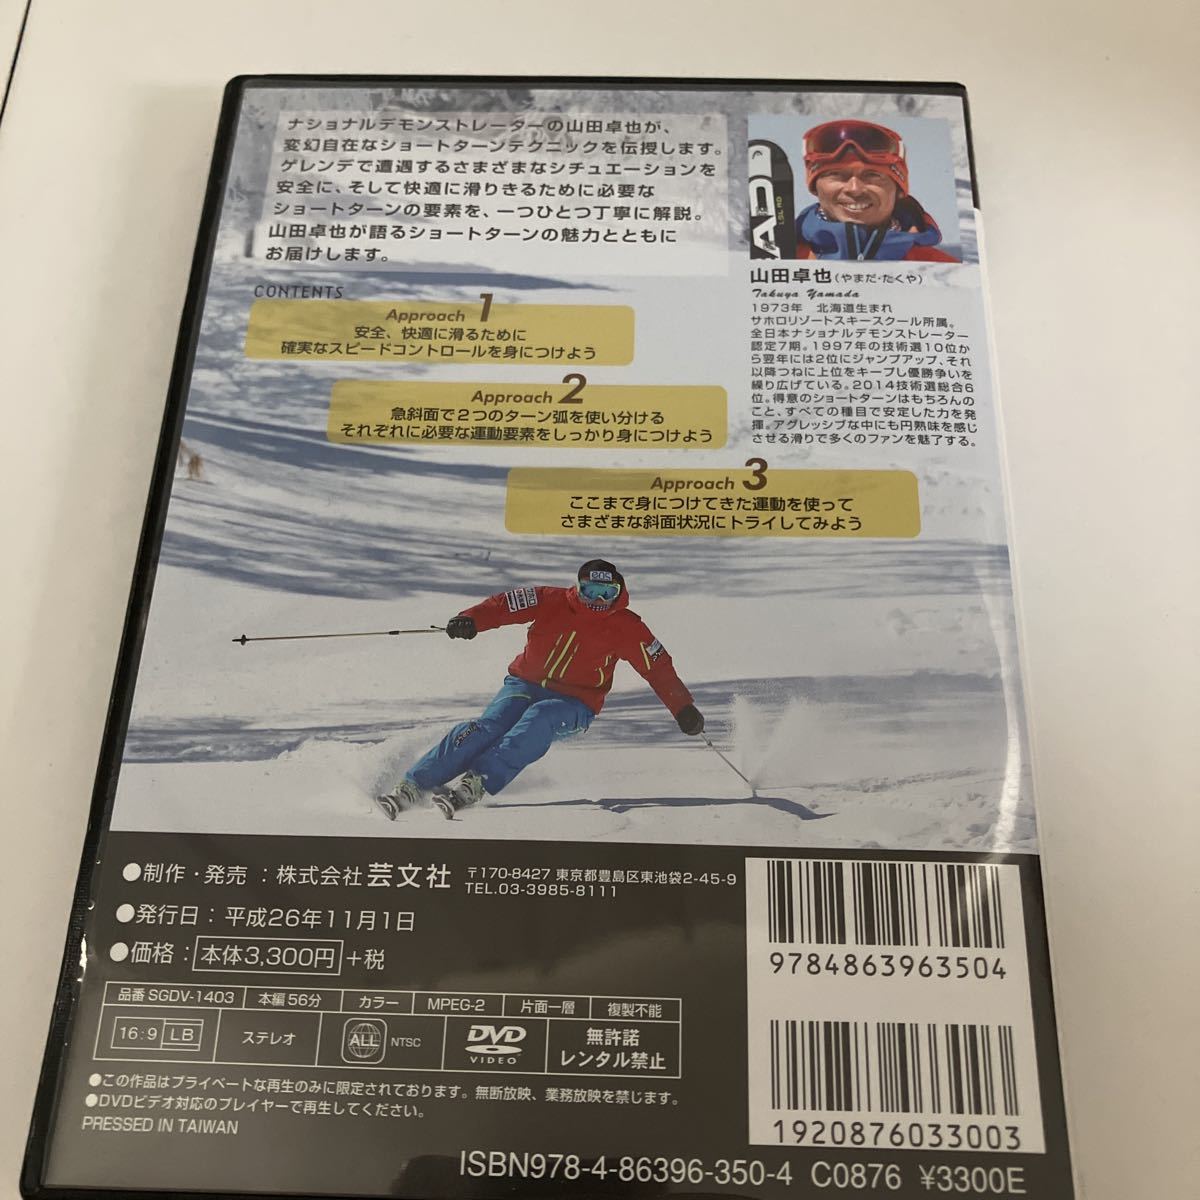 ナショナルデモンストレーターの山田卓也が、
変幻自在なショートターンテクニックを伝授します。
ゲレンデで遭遇するさまざまなシチュエーションを
安全に、そして快適に滑りきるために必要な
ショートターンの要素を、一つひとつ丁寧に解説。
山田卓也が語るショートターンの魅力とともに
お届けします。
LSL RD
山田卓也(やまだ・たくや)
Takuya Yamada
1973年 北海道生まれ
サホロリゾートスキースクール所属。
全日本ナショナルデモンストレーター
認定7期。1997年の技術選10位か
ら翌年には2位にジャンプアップ、それ
以降つねに上位をキープし優勝争いを
繰り広げている。2014技術選総合6
位。得意のショートターンはもちろんの
こと、すべての種目で安定した力を発
揮。アグレッシブな中にも円熟味を感じ
させる滑りで多くのファンを魅了する。
CONTENTS
Approach 1
安全、快適に滑るために
確実なスピードコントロールを身につけよう
Approach 2
急斜面で2つのターン弧を使い分ける
それぞれに必要な運動要素をしっかり身につけよう
Approach 3
ここまで身につけてきた運動を使って
さまざまな斜面状況にトライしてみよう
eos
●制作・発売：株式会社芸文社 〒170-8427 東京都豊島区東池袋2-45-9
TEL.03-3985-8111
●発行日：平成26年11月1日
●価格：本体3,300円+税
品番 SGDV-1403 本編56分 カラー MPEG-2 片面一層 複製不能
16:9 LB ステレオ ALL NTSC DVD VIDEO 無許諾
レンタル禁止
●この作品はプライベートな再生のみに限定されております。無断放映、業務放映を禁じます。
●DVDビデオ対応のプレイヤーで再生してください。
PRESSED IN TAIWAN
9784863963504
1920876033003
ISBN978-4-86396-350-4 C0876 ¥3300E